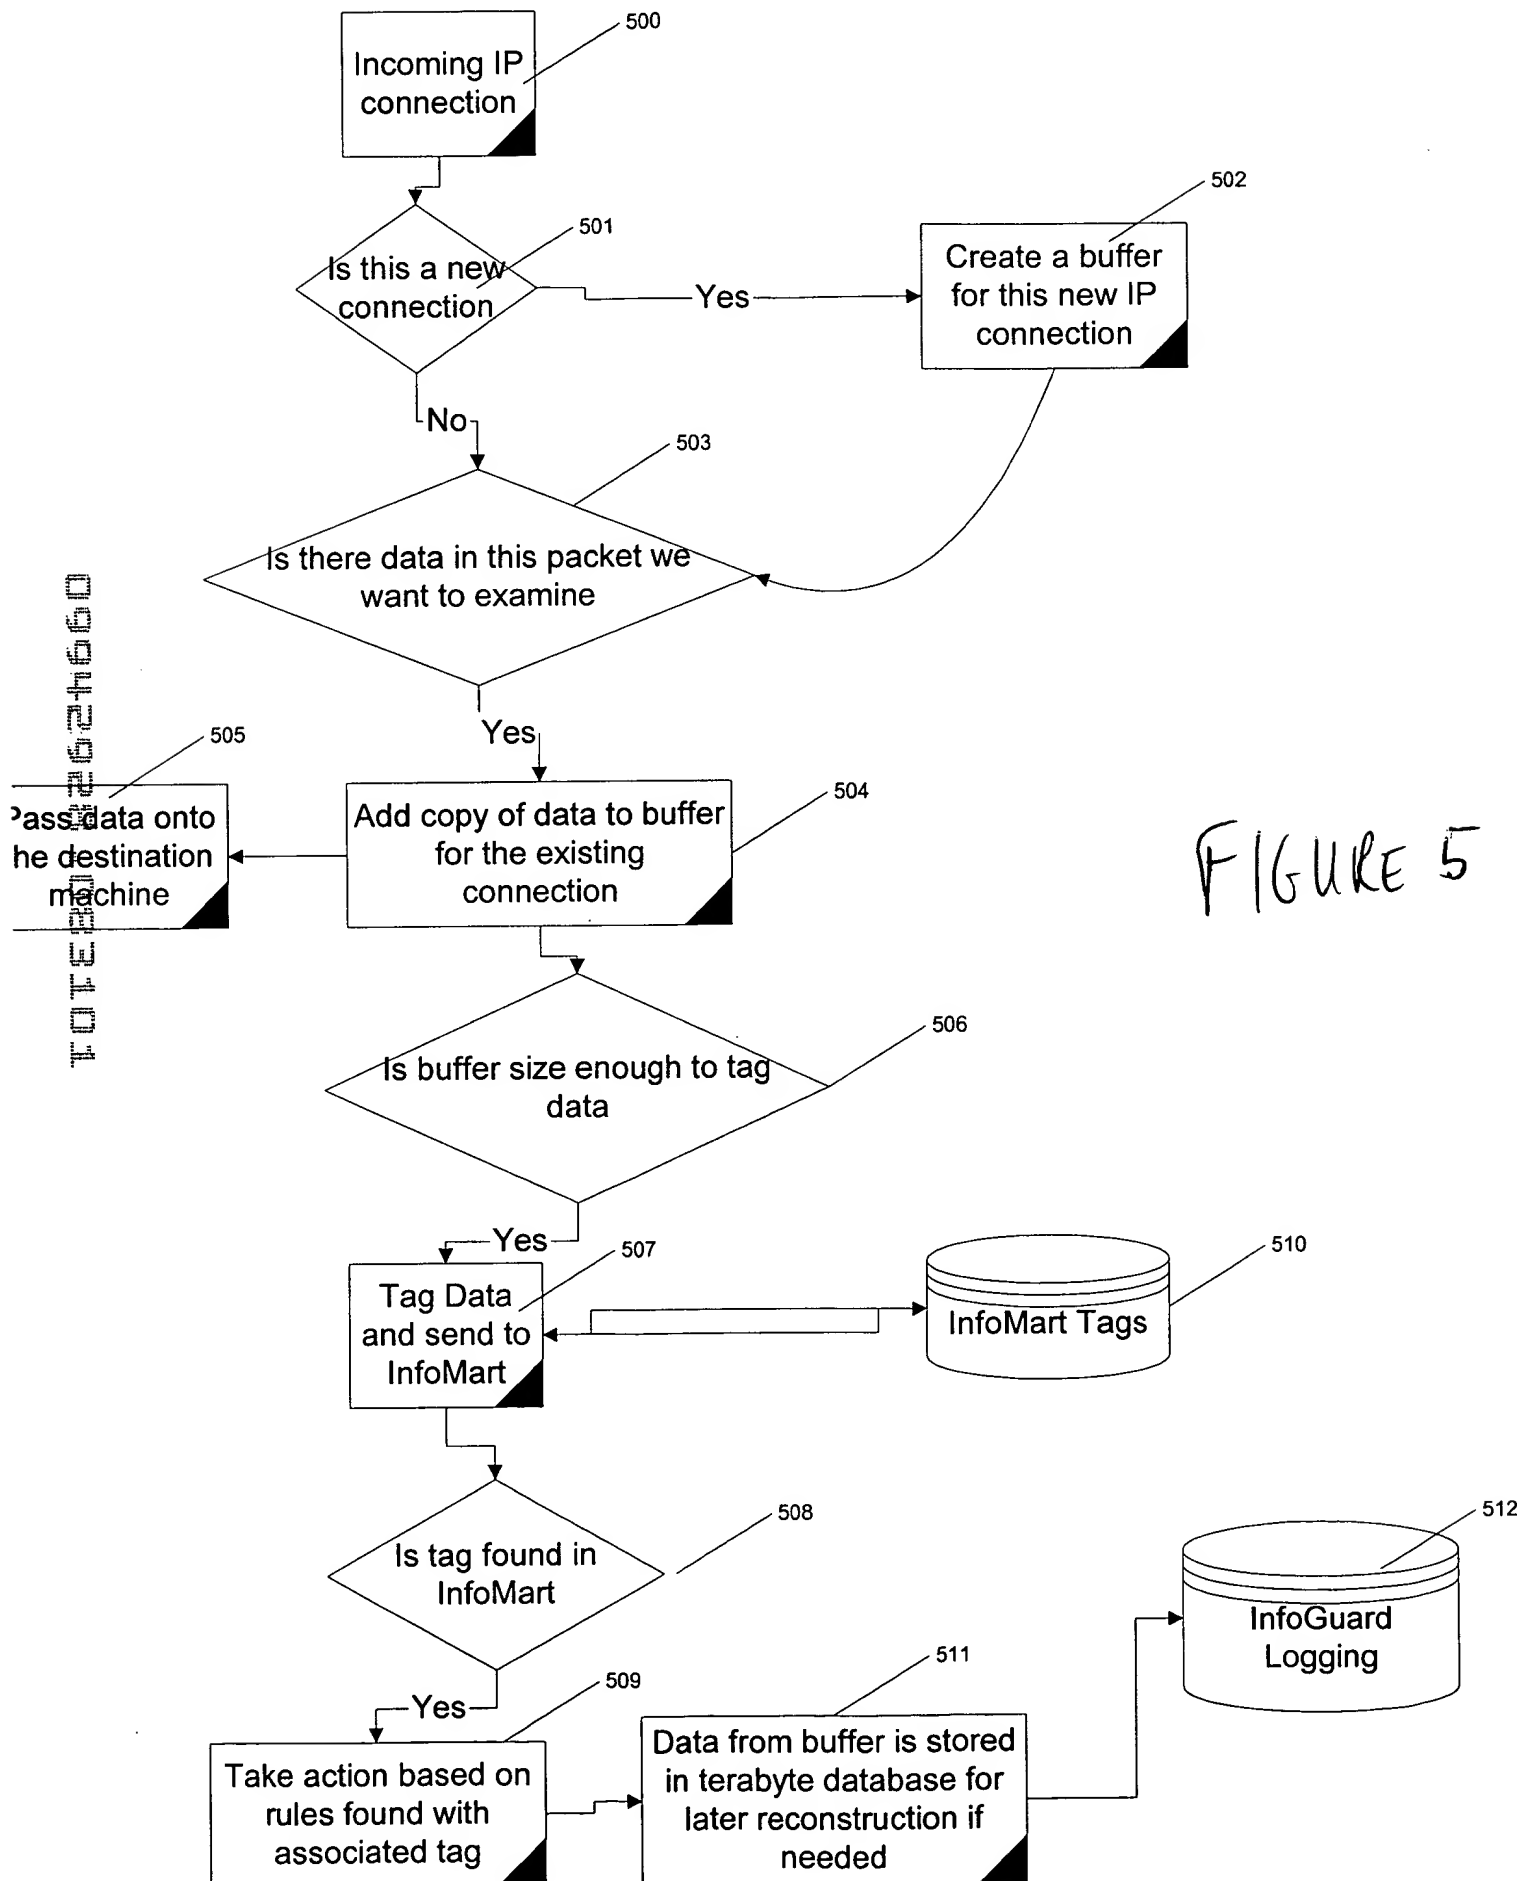 500
Incoming IP
connection
502
501
Is this a new
connection
Yes
Create a buffer
for this new IP
connection
No
503
Is there data in this packet we
want to examine
Yes
505
Pass data onto
he destination
machine
504
Add copy of data to buffer
for the existing
connection
FIGURE 5
506
Is buffer size enough to tag
data
Yes
507
Tag Data
and send to
InfoMart
510
InfoMart Tags
508
Is tag found in
InfoMart
512
InfoGuard
Logging
Yes
509
Take action based on
rules found with
associated tag
511
Data from buffer is stored
in terabyte database for
later reconstruction if
needed